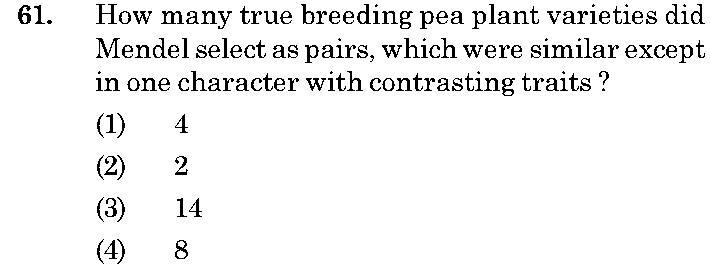 61. How many true breeding pea plant varieties did
Mendel select as pairs, which were similar except
in one character with contrasting traits ?
(1) 4
(2) 2
(3) 14
(4) 8